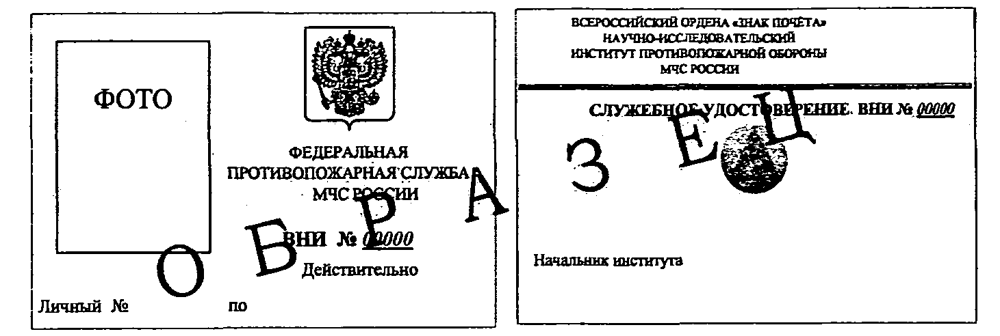 ФОТО
ФЕДЕРАЛЬНАЯ
ПРОТИВОПОЖАРНАЯ СЛУЖБА
МЧС РОССИИ
ВНИ № 00000
Действительно
Личный № по
ВСЕРОССИЙСКИЙ ОРДЕНА «ЗНАК ПОЧЁТА»
НАУЧНО-ИССЛЕДОВАТЕЛЬСКИЙ
ИНСТИТУТ ПРОТИВОПОЖАРНОЙ ОБОРОНЫ
МЧС РОССИИ
СЛУЖЕБНОЕ УДОСТОВЕРЕНИЕ ВНИ № 00000
Начальник института
ОБРАЗЕЦ